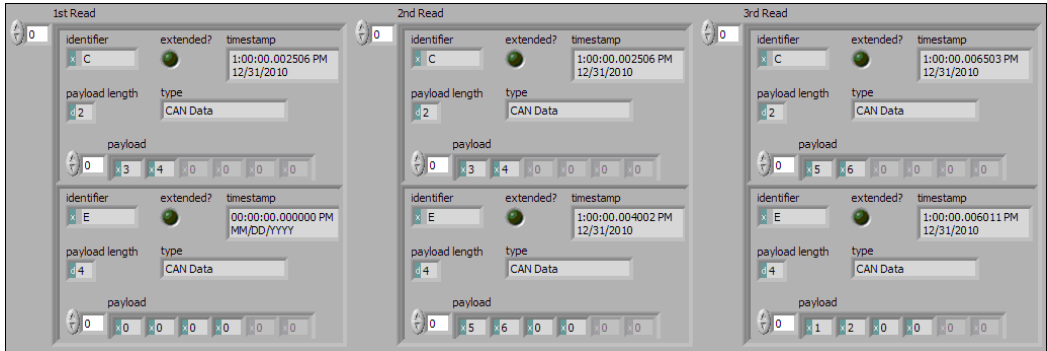 1st Read 2nd Read 3rd Read
0 identifier extended? timestamp 0 identifier extended? timestamp 0 identifier extended? timestamp
x C 1:00:00.002506 PM x C 1:00:00.002506 PM x C 1:00:00.006503 PM
12/31/2010 12/31/2010 12/31/2010
payload length type payload length type payload length type
d 2 CAN Data d 2 CAN Data d 2 CAN Data
payload payload payload
0 x 3 x 4 x 0 x 0 x 0 x 0 0 x 3 x 4 x 0 x 0 x 0 x 0 0 x 5 x 6 x 0 x 0 x 0 x 0
identifier extended? timestamp identifier extended? timestamp identifier extended? timestamp
x E 00:00:00.000000 PM x E 1:00:00.004002 PM x E 1:00:00.006011 PM
MM/DD/YYYY 12/31/2010 12/31/2010
payload length type payload length type payload length type
d 4 CAN Data d 4 CAN Data d 4 CAN Data
payload payload payload
0 x 0 x 0 x 0 x 0 x 0 x 0 0 x 5 x 6 x 0 x 0 x 0 x 0 0 x 1 x 2 x 0 x 0 x 0 x 0